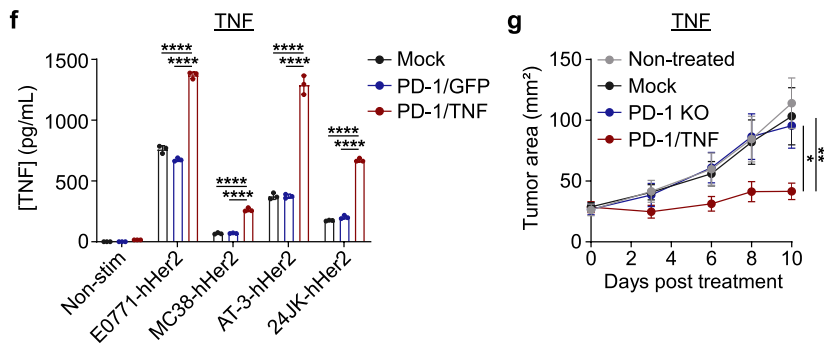 f
TNF
[TNF] (pg/mL)
1500
1000
500
0
**** **** **** ****
**** **** **** ****
Non-stim
E0771-hHer2
MC38-hHer2
AT-3-hHer2
24JK-hHer2
Mock
PD-1/GFP
PD-1/TNF
g
TNF
Tumor area (mm²)
150
100
50
0
0 2 4 6 8 10
Days post treatment
Non-treated
Mock
PD-1 KO
PD-1/TNF
*
**